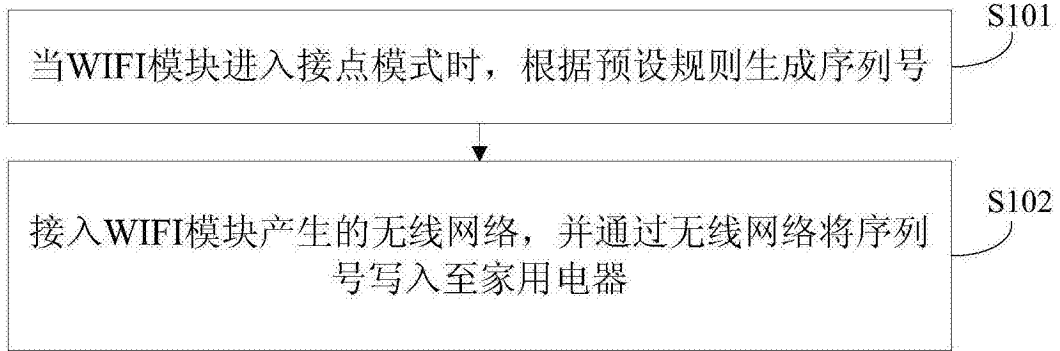 S101
当WIFI模块进入接点模式时，根据预设规则生成序列号
S102
接入WIFI模块产生的无线网络，并通过无线网络将序列
号写入至家用电器